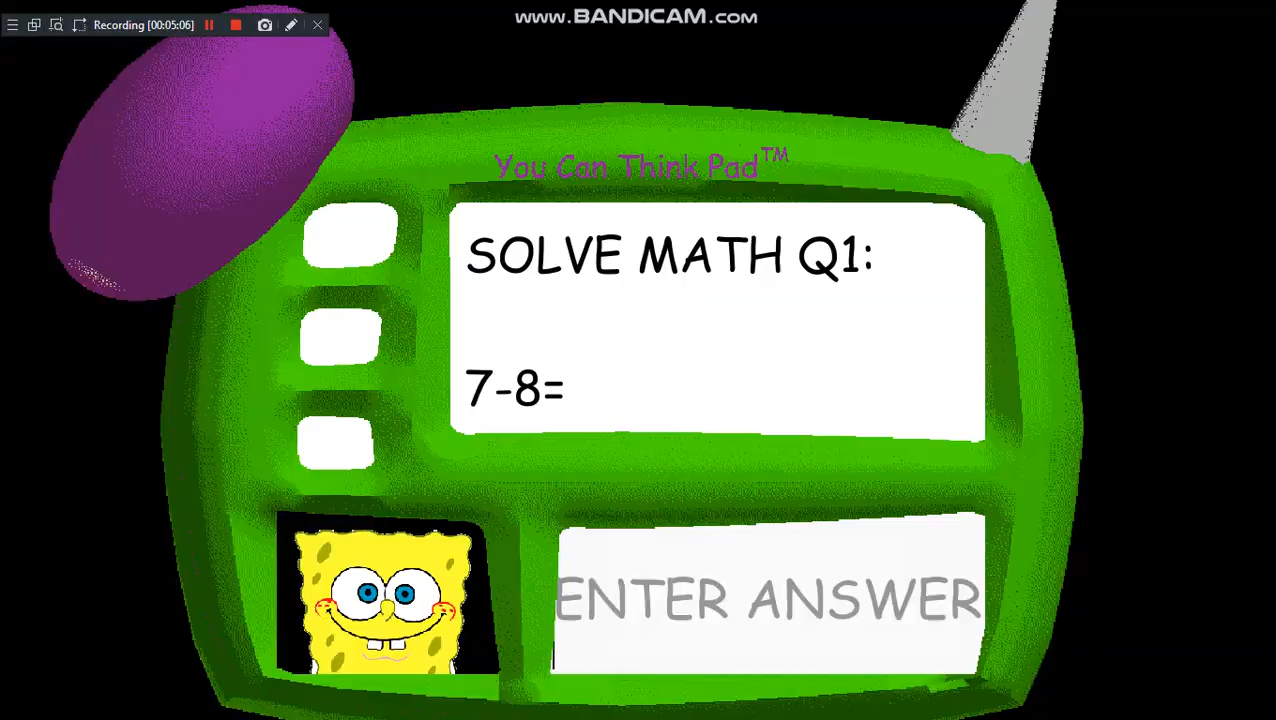 www.BANDICAM.com
Recording [00:05:06]
You Can Think Pad™
SOLVE MATH Q1:
7-8=
ENTER ANSWER